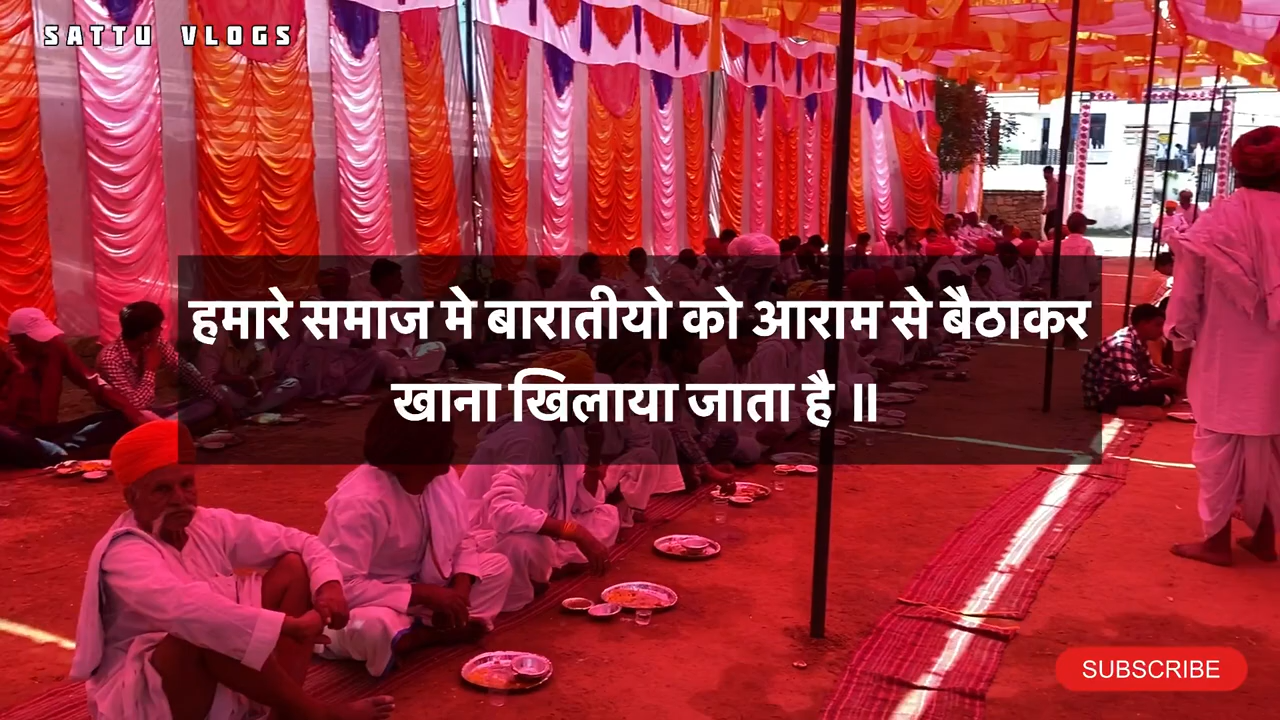 SATTU VLOGS
हमारे समाज मे बारातीयो को आराम से बैठाकर
खाना खिलाया जाता है ॥
SUBSCRIBE